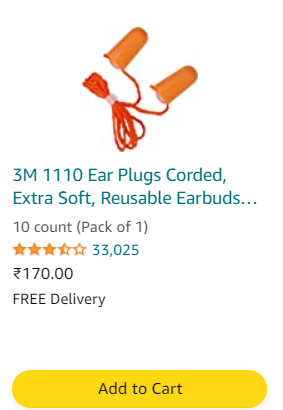 3M 1110 Ear Plugs Corded,
Extra Soft, Reusable Earbuds...
10 count (Pack of 1)
33,025
₹170.00
FREE Delivery
Add to Cart